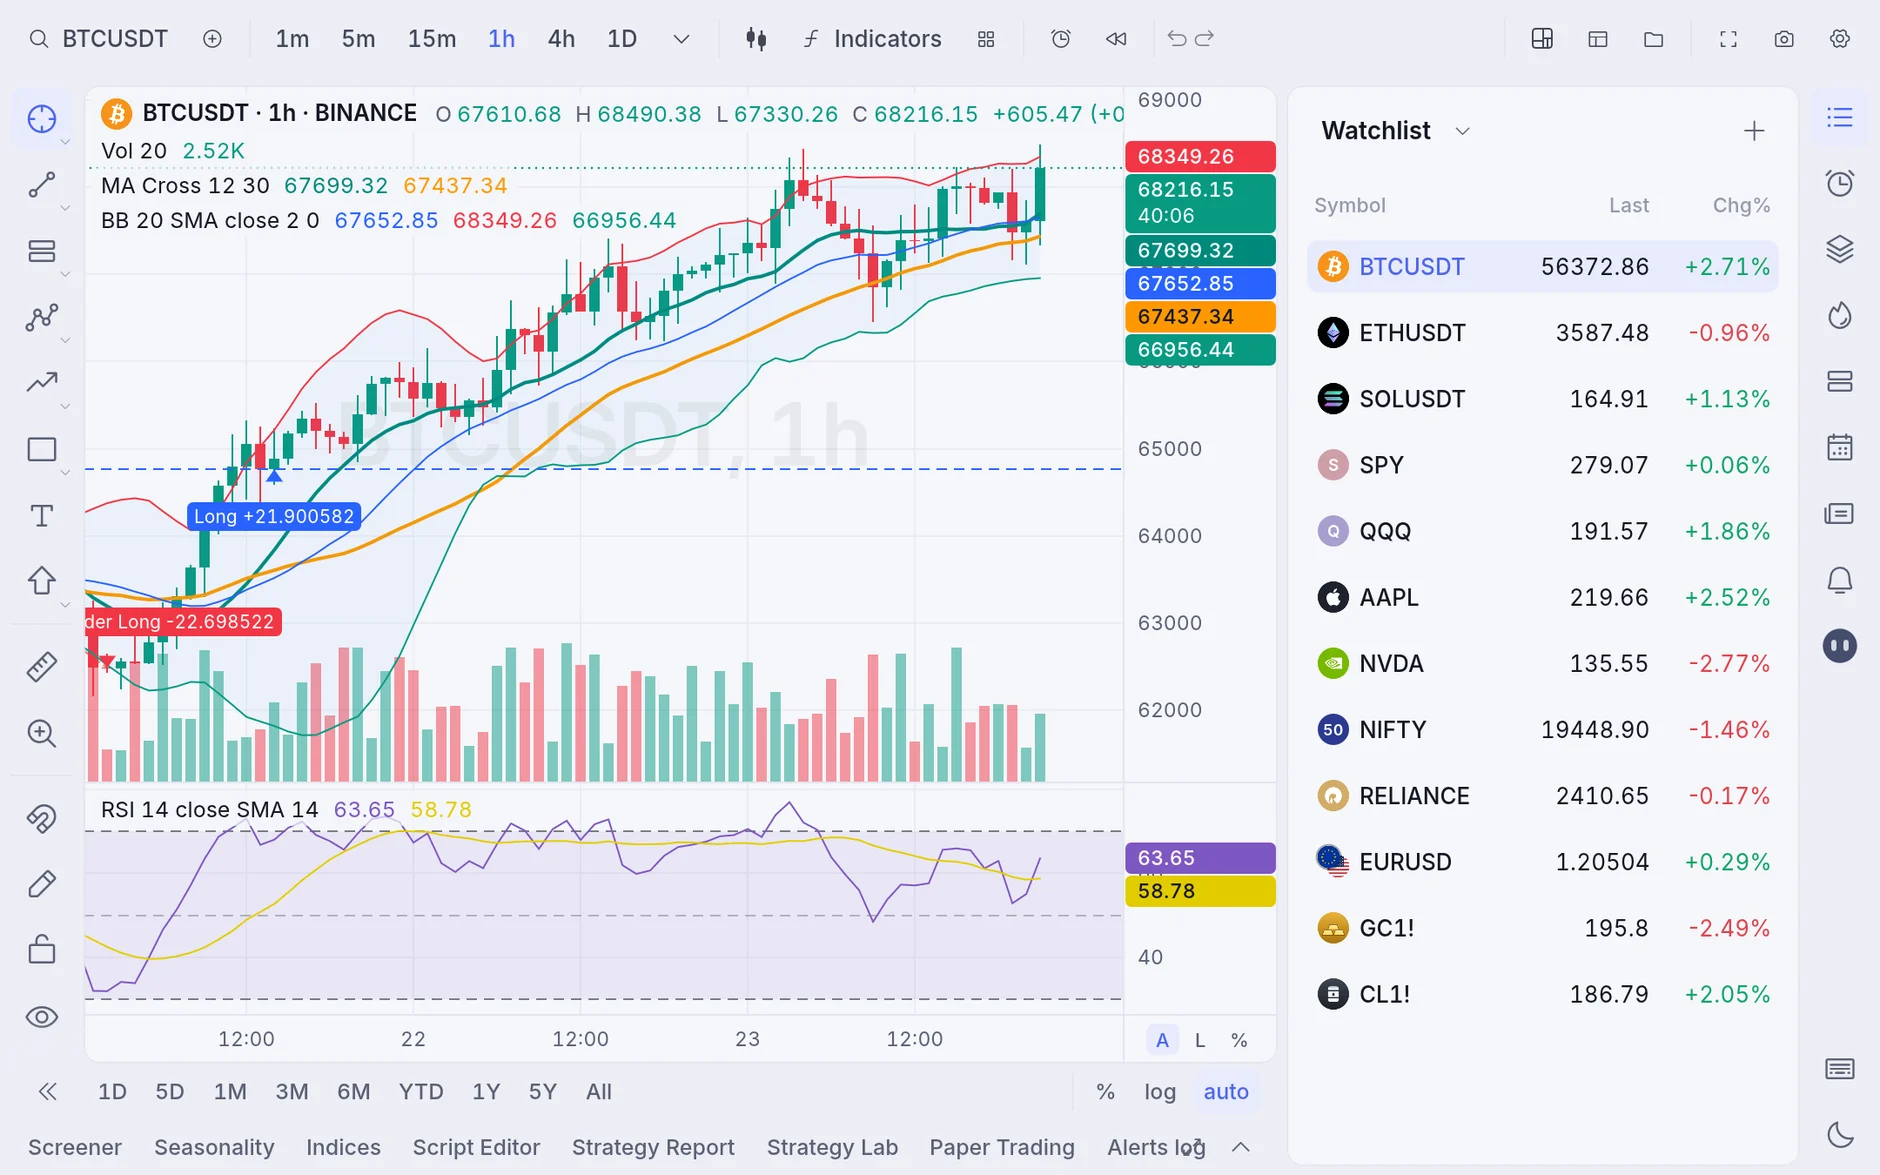 BTCUSDT 1m 5m 15m 1h 4h 1D Indicators
BTCUSDT · 1h · BINANCE O 67610.68 H 68490.38 L 67330.26 C 68216.15 +605.47 (+0
Vol 20 2.52K
MA Cross 12 30 67699.32 67437.34
BB 20 SMA close 2 0 67652.85 68349.26 66956.44
69000
68349.26
68216.15
40:06
67699.32
67652.85
67437.34
66956.44
65000
64000
63000
62000
BTCUSDT, 1h
Long +21.900582
der Long -22.698522
RSI 14 close SMA 14 63.65 58.78
63.65
58.78
40
12:00 22 12:00 23 12:00
A L %
1D 5D 1M 3M 6M YTD 1Y 5Y All % log auto
Screener Seasonality Indices Script Editor Strategy Report Strategy Lab Paper Trading Alerts log
Watchlist
Symbol Last Chg%
BTCUSDT 56372.86 +2.71%
ETHUSDT 3587.48 -0.96%
SOLUSDT 164.91 +1.13%
S SPY 279.07 +0.06%
Q QQQ 191.57 +1.86%
AAPL 219.66 +2.52%
NVDA 135.55 -2.77%
50 NIFTY 19448.90 -1.46%
RELIANCE 2410.65 -0.17%
EURUSD 1.20504 +0.29%
GC1! 195.8 -2.49%
CL1! 186.79 +2.05%